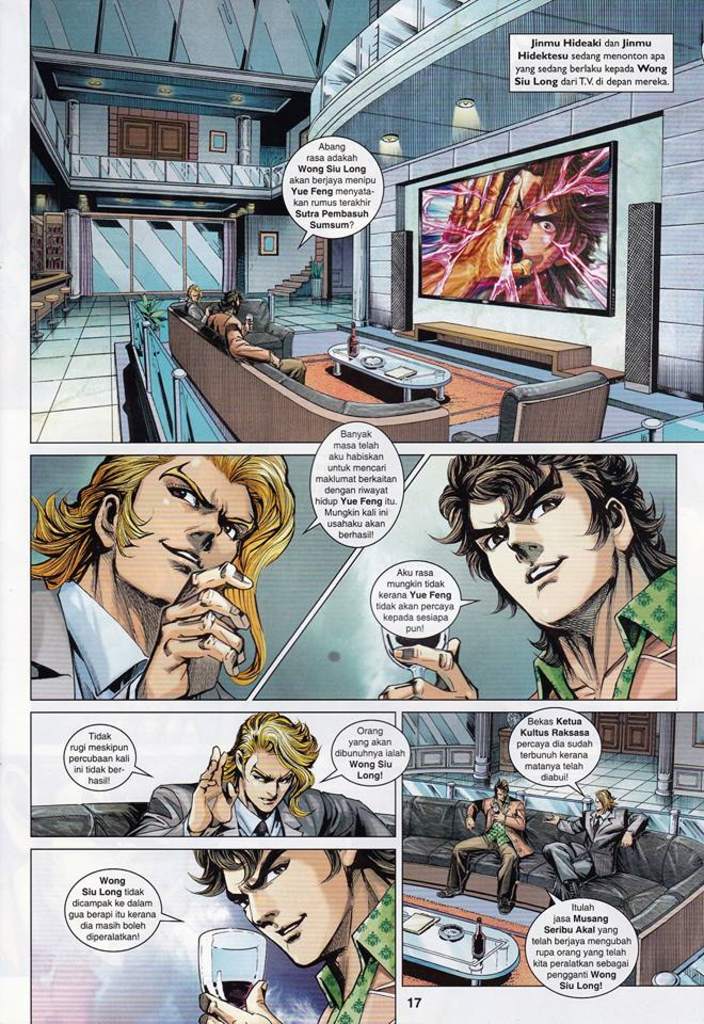 Jinmu Hideaki dan Jinmu
Hidektesu sedang menonton apa
yang sedang berlaku kepada Wong
Siu Long dari T.V. di depan mereka.
Abang
rasa adakah
Wong Siu Long
akan berjaya menipu
Yue Feng menyata-
kan rumus terakhir
Sutra Pembasuh
Sumsum?
Banyak
masa telah
aku habiskan
untuk mencari
maklumat berkaitan
dengan riwayat
hidup Yue Feng itu.
Mungkin kali ini
usahaku akan
berhasil!
Aku rasa
mungkin tidak
kerana Yue Feng
tidak akan percaya
kepada sesiapa
pun!
Tidak
rugi meskipun
percubaan kali
ini tidak ber-
hasil!
Orang
yang akan
dibunuhnya ialah
Wong Siu
Long!
Bekas Ketua
Kultus Raksasa
percaya dia sudah
terbunuh kerana
matanya telah
diabui!
Itulah
jasa Musang
Seribu Akal yang
telah berjaya mengubah
rupa orang yang telah
kita peralatkan sebagai
pengganti Wong
Siu Long!
Wong
Siu Long tidak
dicampak ke dalam
gua berapi itu kerana
dia masih boleh
diperalatkan!
17